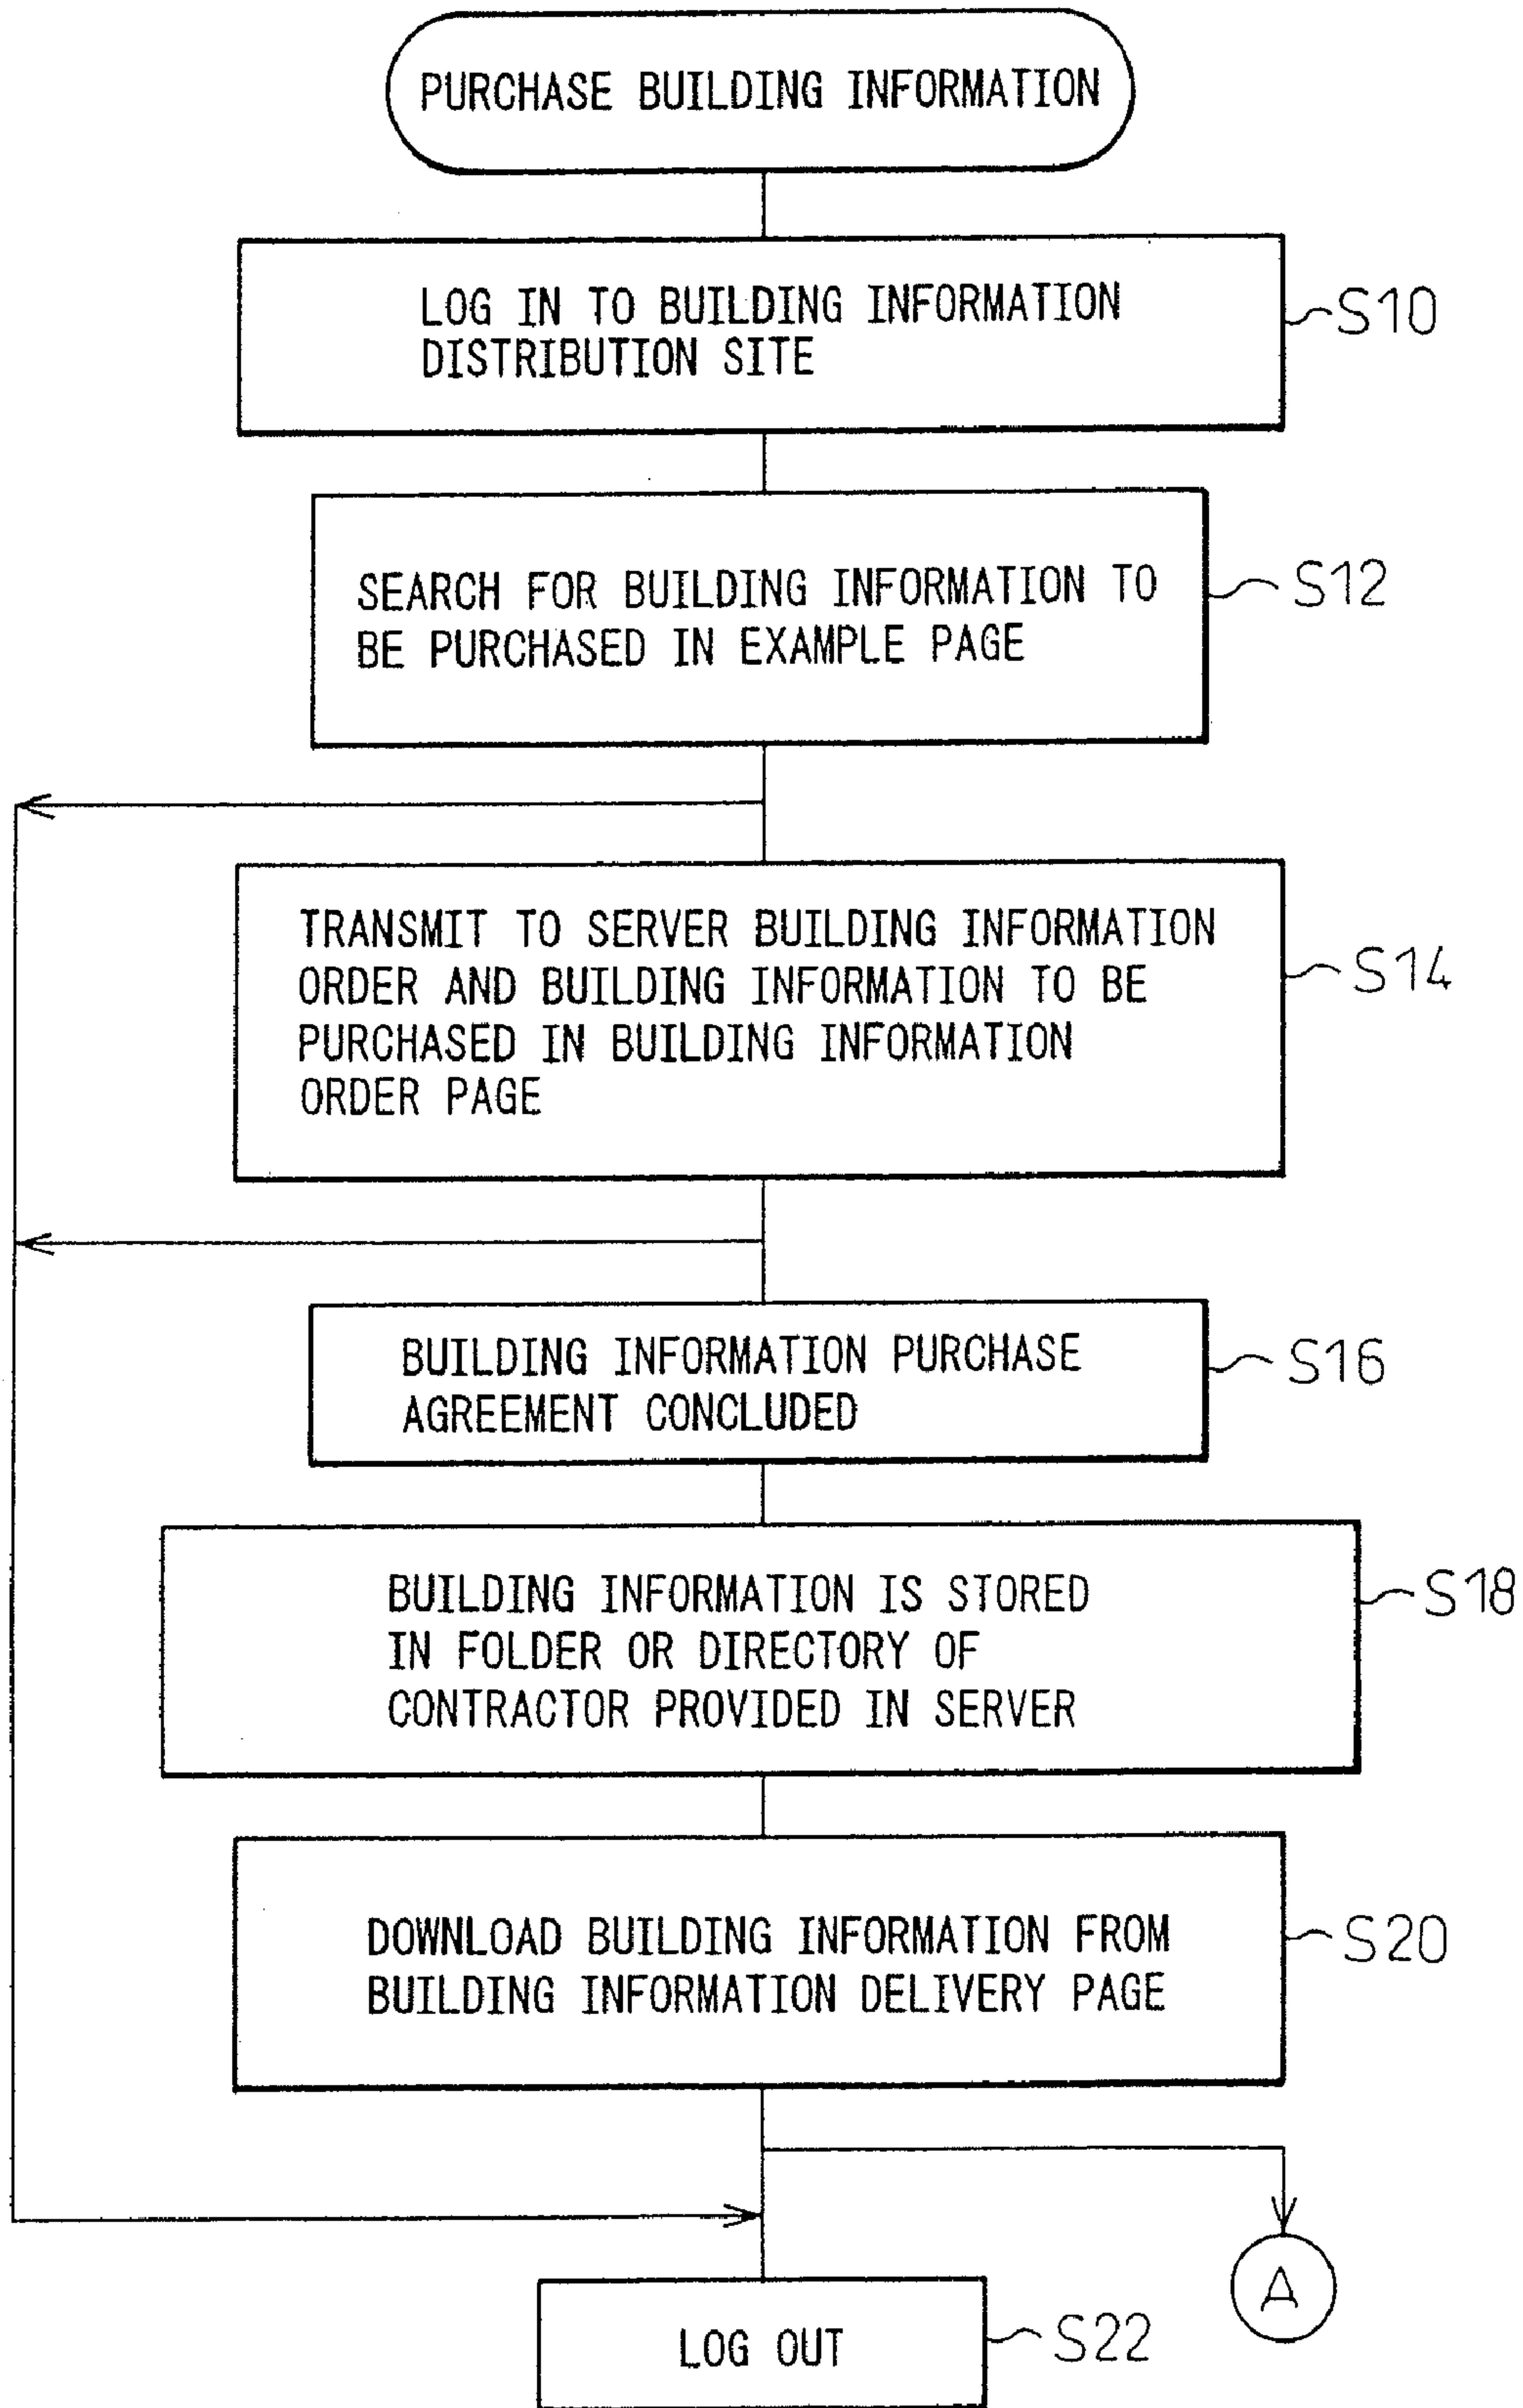 PURCHASE BUILDING INFORMATION
LOG IN TO BUILDING INFORMATION
DISTRIBUTION SITE
S10
SEARCH FOR BUILDING INFORMATION TO
BE PURCHASED IN EXAMPLE PAGE
S12
TRANSMIT TO SERVER BUILDING INFORMATION
ORDER AND BUILDING INFORMATION TO BE
PURCHASED IN BUILDING INFORMATION
ORDER PAGE
S14
BUILDING INFORMATION PURCHASE
AGREEMENT CONCLUDED
S16
BUILDING INFORMATION IS STORED
IN FOLDER OR DIRECTORY OF
CONTRACTOR PROVIDED IN SERVER
S18
DOWNLOAD BUILDING INFORMATION FROM
BUILDING INFORMATION DELIVERY PAGE
S20
A
LOG OUT
S22